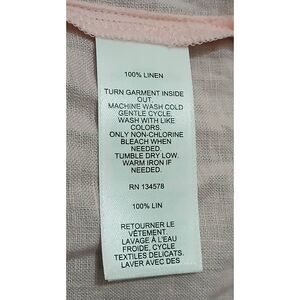 100% LINEN
TURN GARMENT INSIDE
OUT.
MACHINE WASH COLD
GENTLE CYCLE.
WASH WITH LIKE
COLORS.
ONLY NON-CHLORINE
BLEACH WHEN
NEEDED.
TUMBLE DRY LOW.
WARM IRON IF
NEEDED.
RN 134578
100% LIN
RETOURNER LE
VÊTEMENT.
LAVAGE À L'EAU
FROIDE, CYCLE
TEXTILES DELICATS.
LAVER AVEC DES